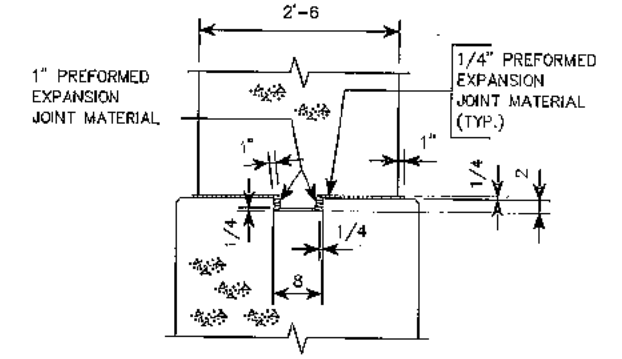 2'-6
1" PREFORMED
EXPANSION
JOINT MATERIAL
1/4" PREFORMED
EXPANSION
JOINT MATERIAL
(TYP.)
1"
1"
1/4
2
1/4
1/4
8